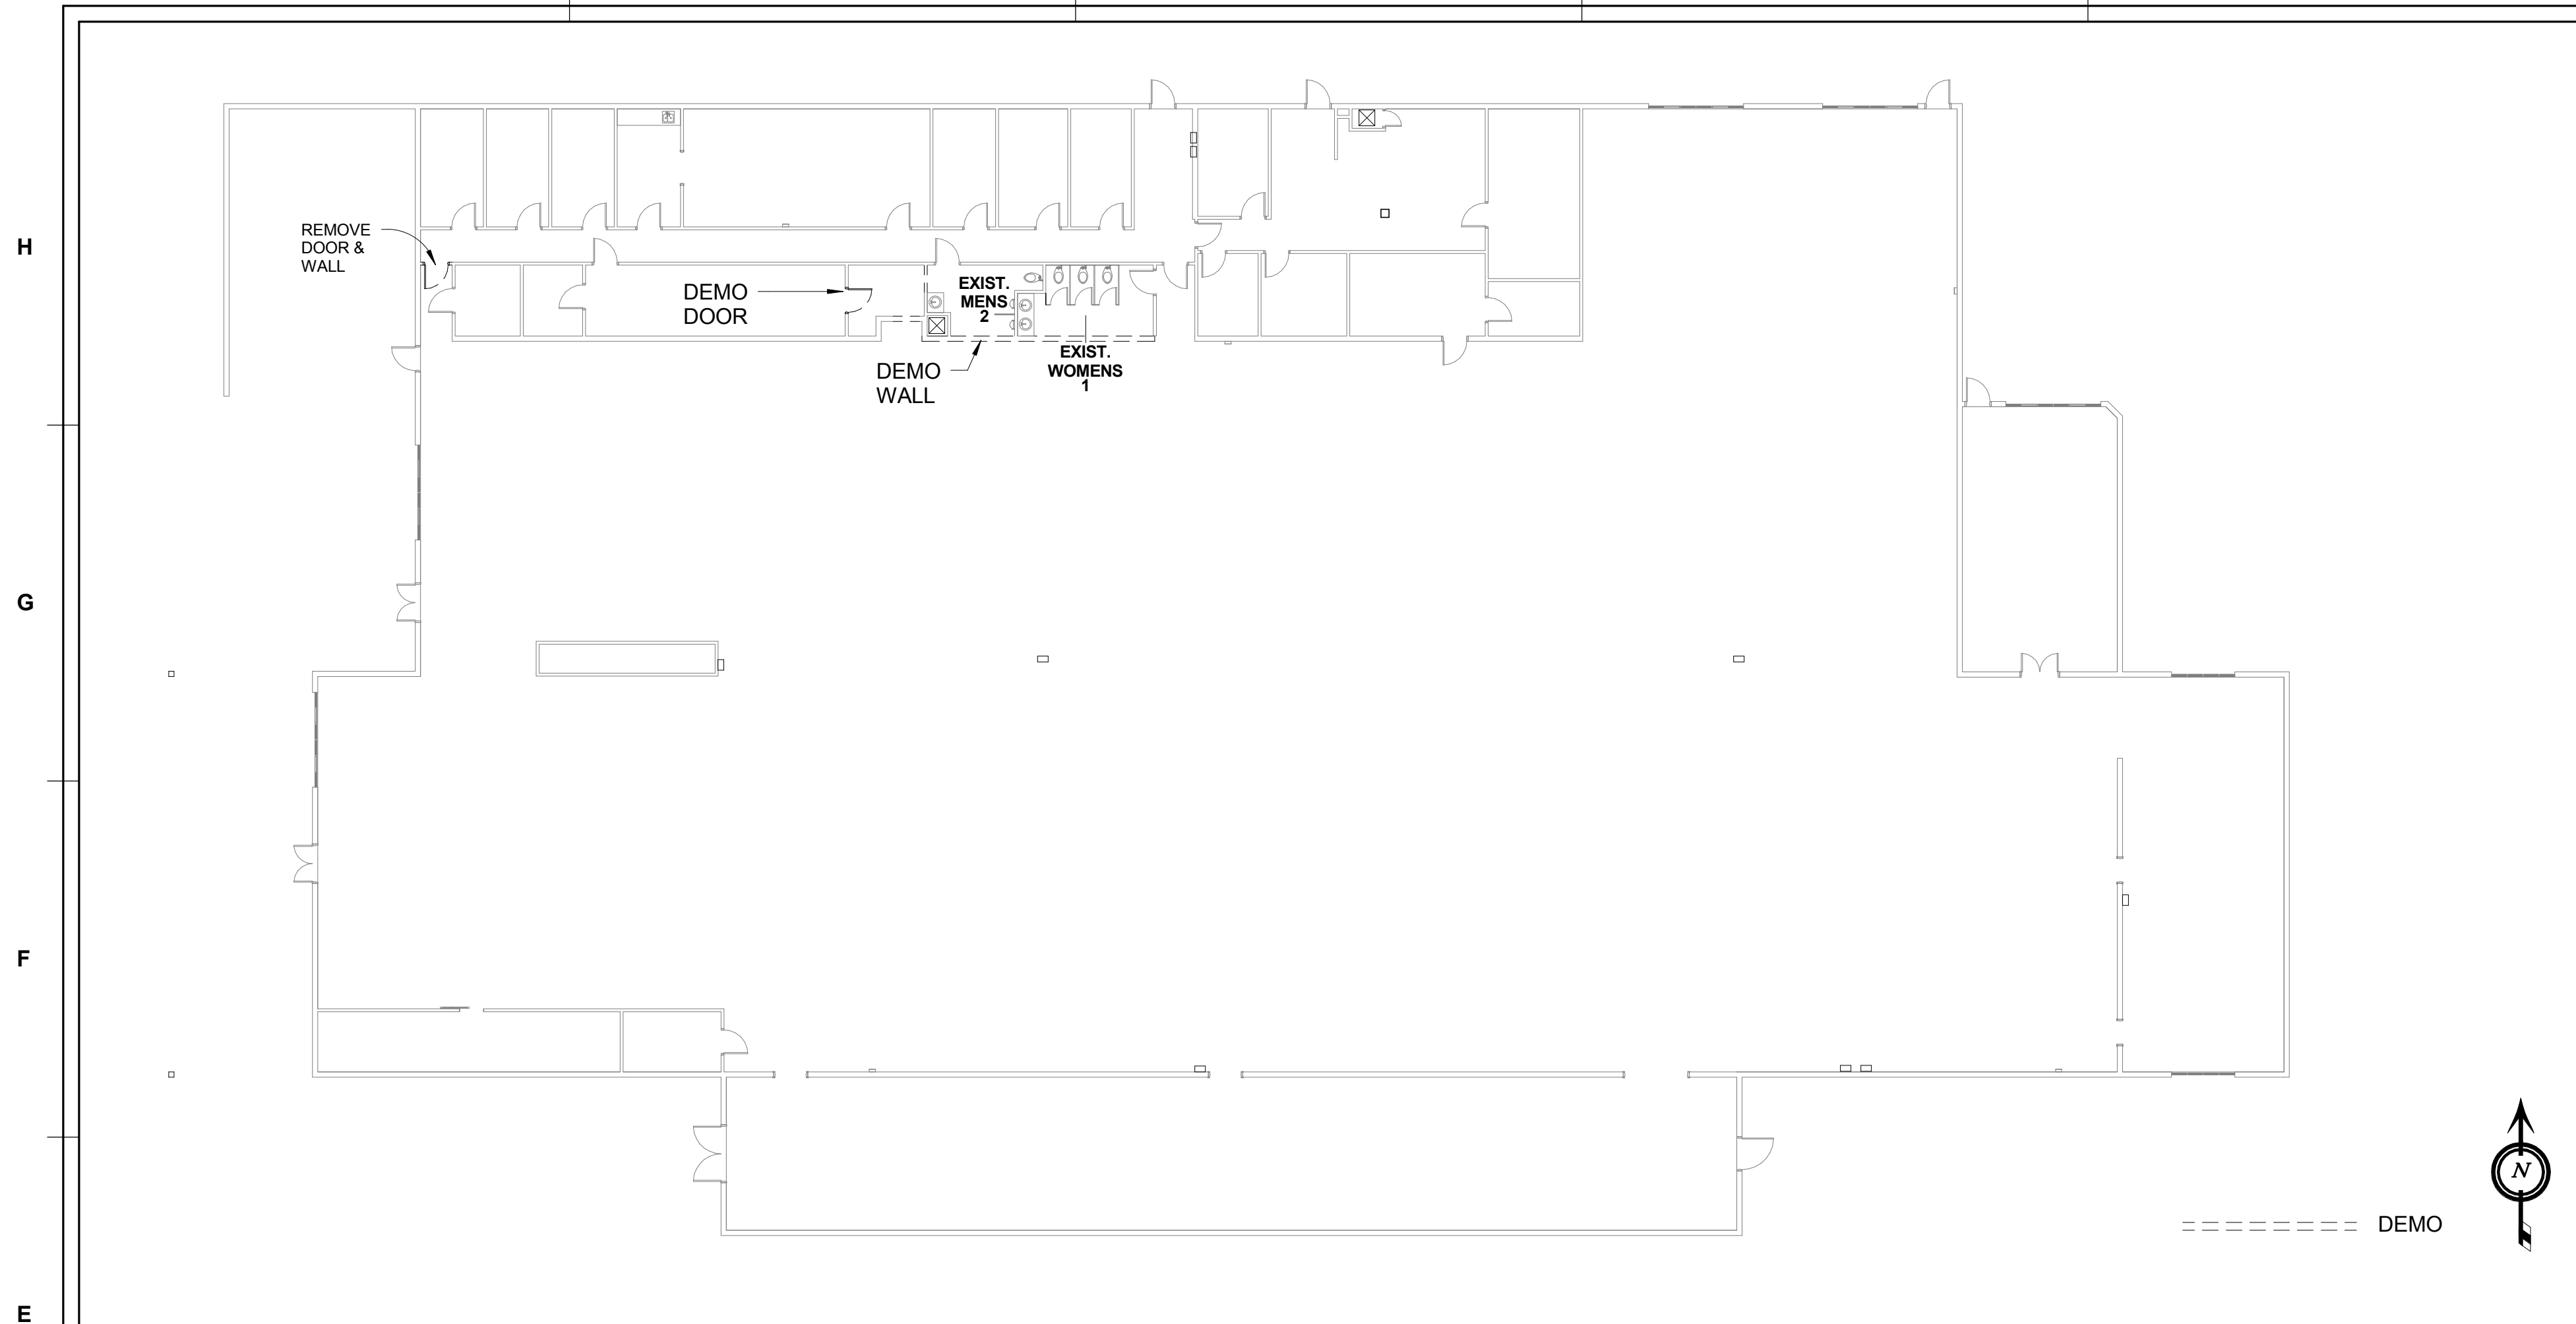 H
REMOVE
DOOR &
WALL
DEMO
DOOR
EXIST.
MENS
2
DEMO
WALL
EXIST.
WOMENS
1
G
F
N
DEMO
E